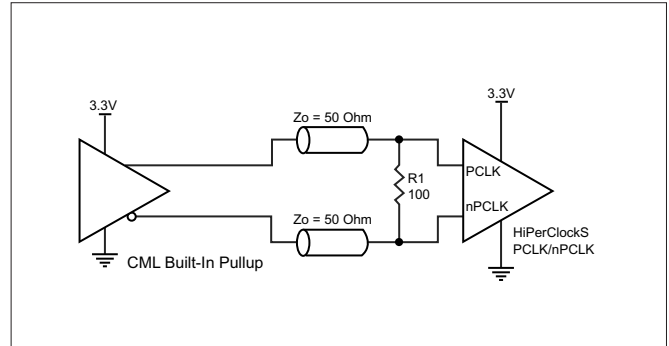 3.3V
3.3V
Zo = 50 Ohm
PCLK
R1
100
nPCLK
Zo = 50 Ohm
HiPerClockS
PCLK/nPCLK
CML Built-In Pullup